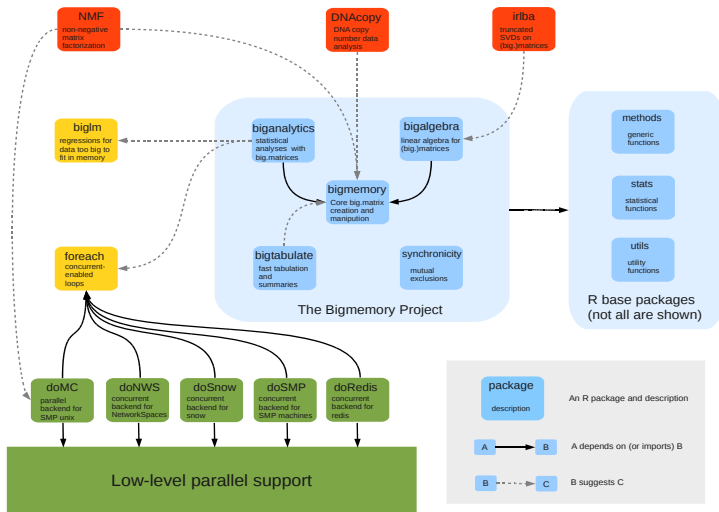 NMF
non-negative
matrix
factorization
DNAcopy
DNA copy
number data
analysis
irlba
truncated
SVDs on
(big.)matrices
biglm
regressions for
data too big to
fit in memory
biganalytics
statistical
analyses with
big.matrices
bigalgebra
linear algebra for
(big.)matrices
bigmemory
Core big.matrix
creation and
manipution
foreach
concurrent-
enabled
loops
bigtabulate
fast tabulation
and
summaries
synchronicity
mutual
exclusions
The Bigmemory Project
methods
generic
functions
stats
statistical
functions
utils
utility
functions
R base packages
(not all are shown)
doMC
parallel
backend for
SMP unix
doNWS
concurrent
backend for
NetworkSpaces
doSnow
concurrent
backend for
snow
doSMP
concurrent
backend for
SMP machines
doRedis
concurrent
backend for
redis
Low-level parallel support
package
description
An R package and description
A
B
A depends on (or imports) B
B
C
B suggests C